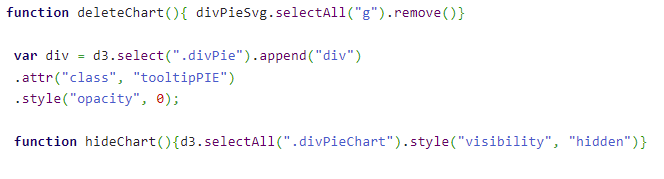 function deleteChart(){ divPieSvg.selectAll("g").remove()}
var div = d3.select(".divPie").append("div")
.attr("class", "tooltipPIE")
.style("opacity", 0);
function hideChart(){d3.selectAll(".divPieChart").style("visibility", "hidden")}